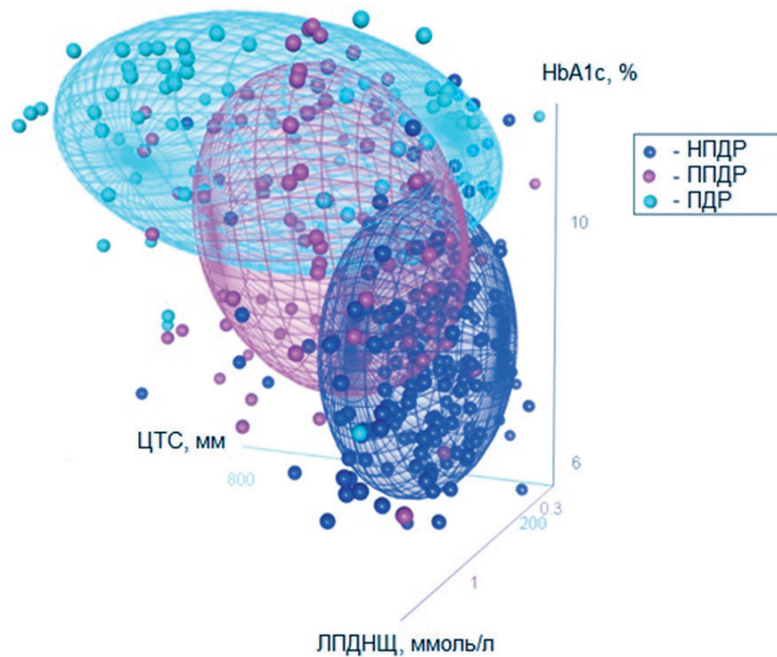 HbA1c, %
- НПДР
- ППДР
- ПДР
10
ЦТС, мм
800
6
0.3
200
1
ЛПДНЩ, ммоль/л